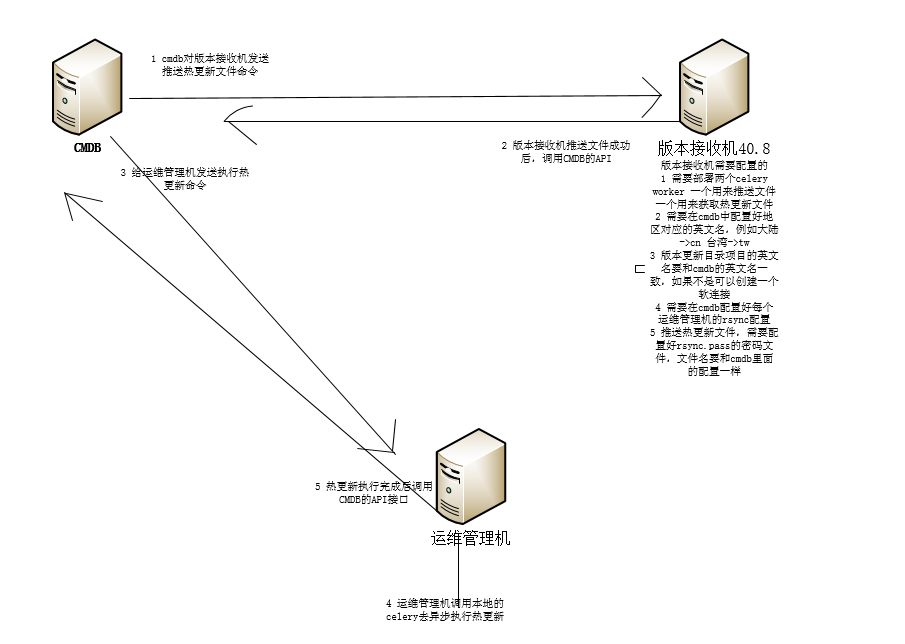 1 cmdb对版本接收机发送
推送热更新文件命令
2 版本接收机推送文件成功
后，调用CMDB的API
CMDB
版本接收机40.8
3 给运维管理机发送执行热
更新命令
版本接收机需要配置的
1 需要部署两个celery
worker 一个用来推送文件
一个用来获取热更新文件
2 需要在cmdb中配置好地
区对应的英文名，例如大陆
->cn 台湾->tw
3 版本更新目录项目的英文
名要和cmdb的英文名一
致，如果不是可以创建一个
软连接
4 需要在cmdb配置好每个
运维管理机的rsync配置
5 推送热更新文件，需要配
置好rsync.pass的密码文
件，文件名要和cmdb里面
的配置一样
5 热更新执行完成后调用
CMDB的API接口
运维管理机
4 运维管理机调用本地的
celery去异步执行热更新